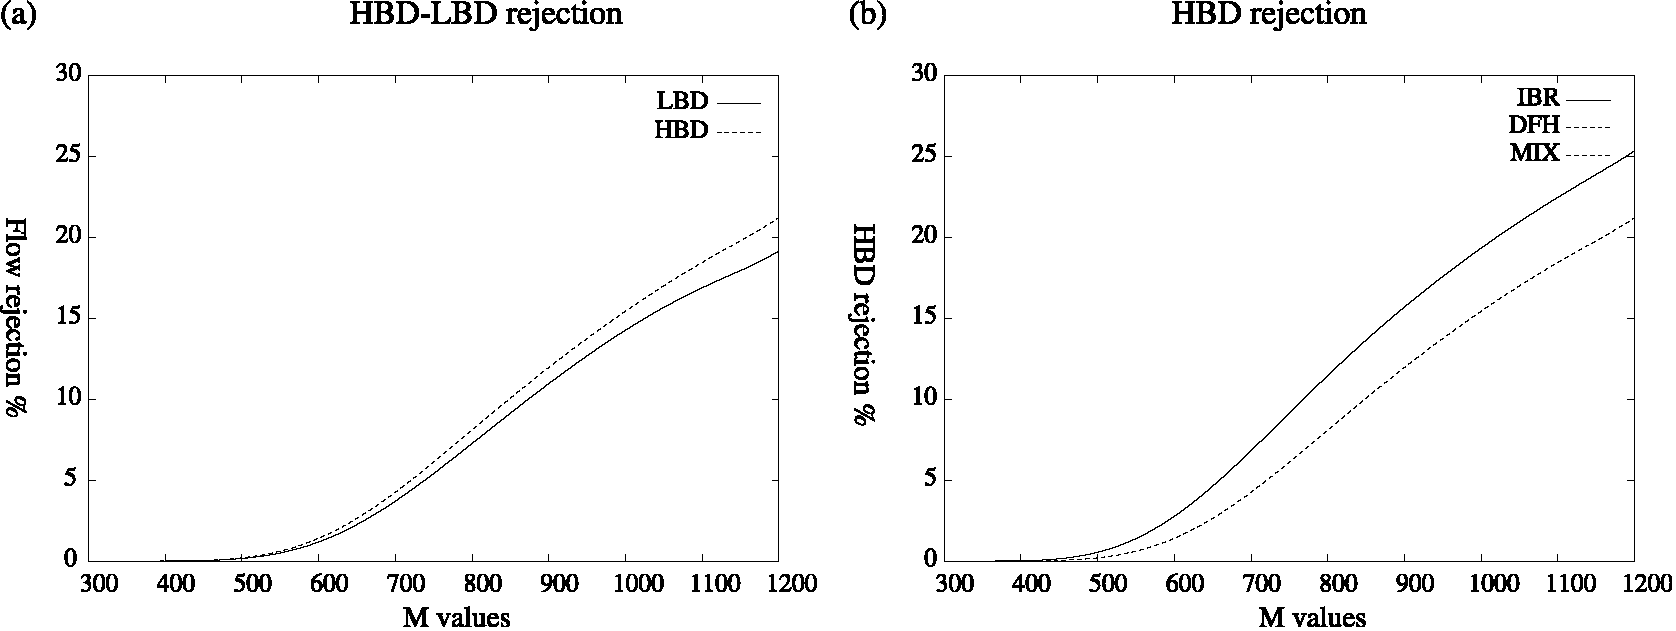 (a) HBD-LBD rejection
30
25
20
15
10
5
0
Flow rejection %
LBD
HBD
300 400 500 600 700 800 900 1000 1100 1200
M values
(b) HBD rejection
30
25
20
15
10
5
0
HBD rejection %
IBR
DFH
MIX
300 400 500 600 700 800 900 1000 1100 1200
M values